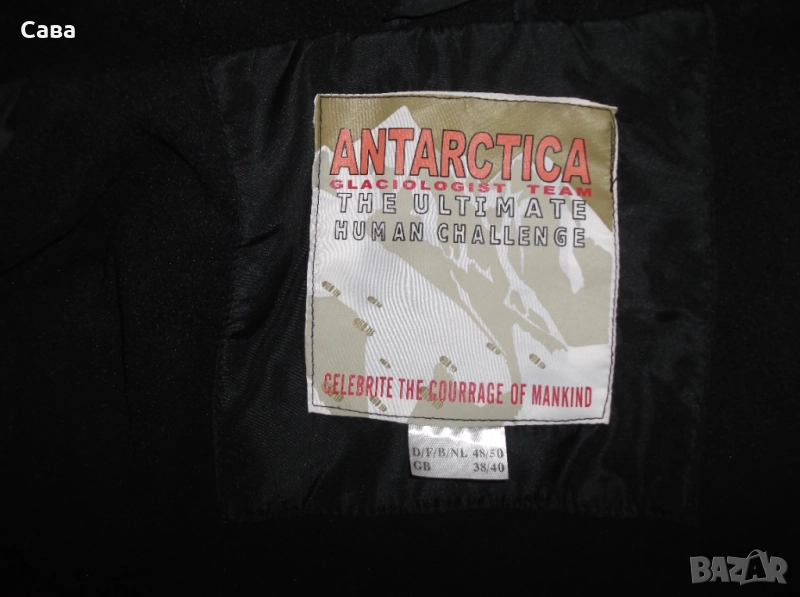 Сава
ANTARCTICA
GLACIOLOGIST TEAM
THE ULTIMATE
HUMAN CHALLENGE
CELEBRITE THE COURRAGE OF MANKIND
D/F/B/NL 48/50
GB 38/40
BAZAR